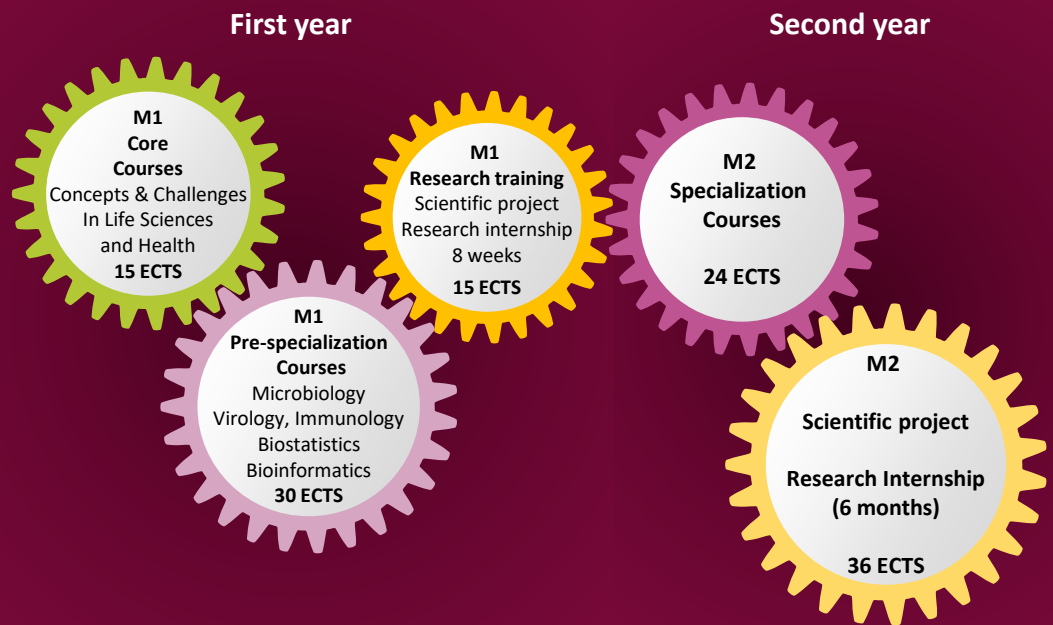 First year
M1
Core
Courses
Concepts & Challenges
In Life Sciences
and Health
15 ECTS
M1
Research training
Scientific project
Research internship
8 weeks
15 ECTS
M1
Pre-specialization
Courses
Microbiology
Virology, Immunology
Biostatistics
Bioinformatics
30 ECTS
Second year
M2
Specialization
Courses
24 ECTS
M2
Scientific project
Research Internship
(6 months)
36 ECTS